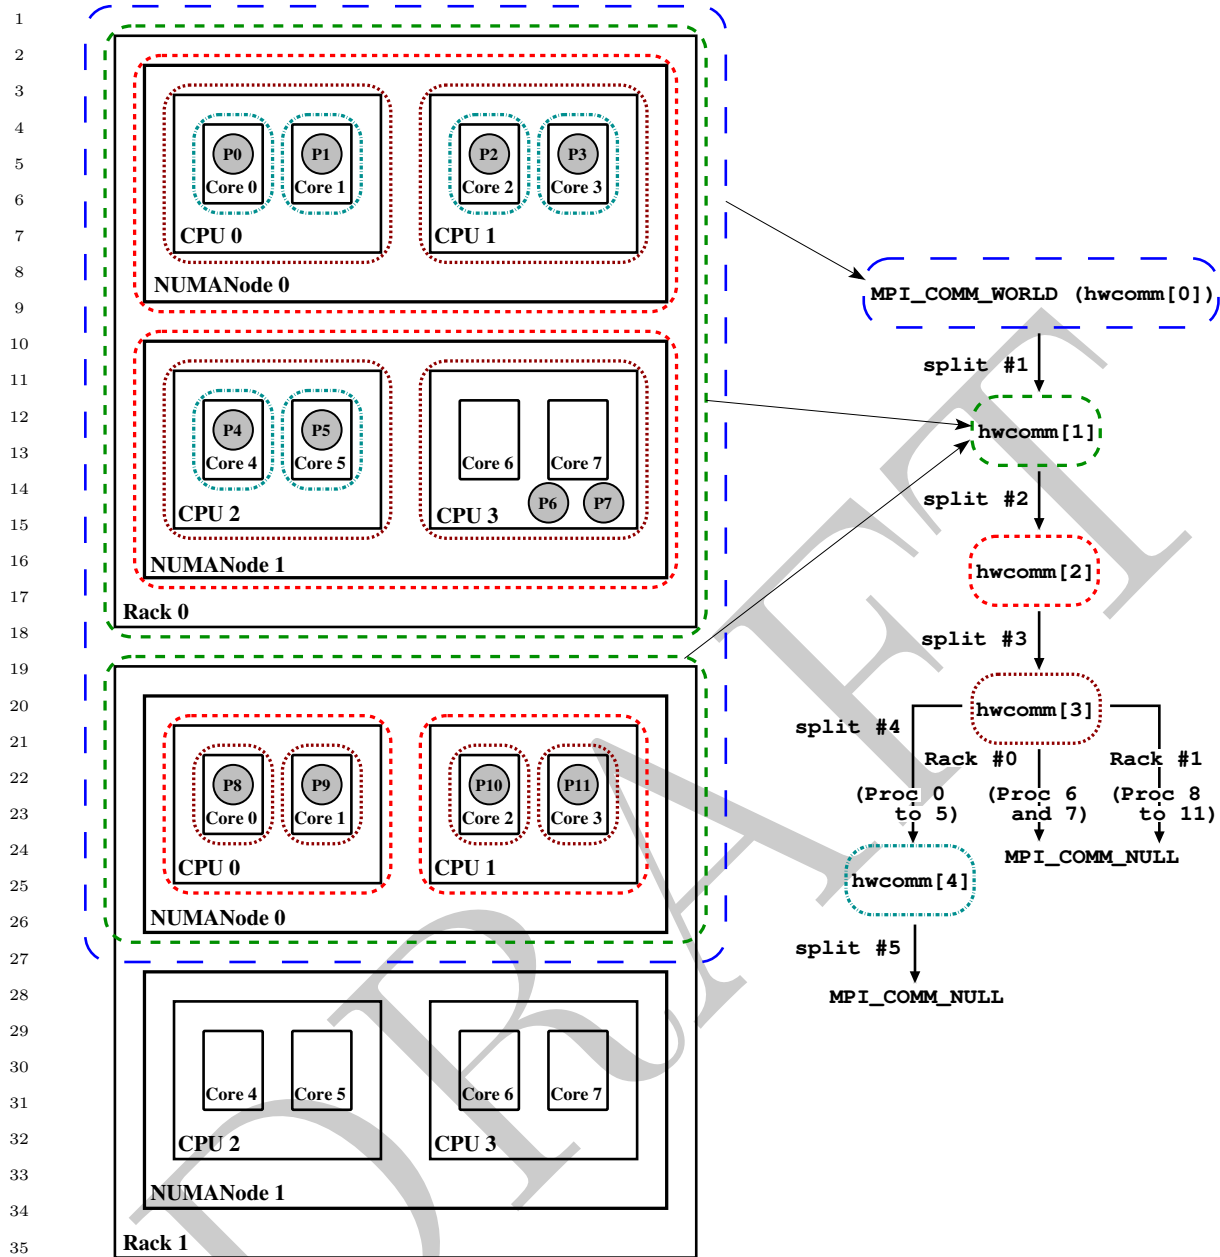 1
2
3
4
5
6
7
8
9
10
11
12
13
14
15
16
17
18
19
20
21
22
23
24
25
26
27
28
29
30
31
32
33
34
35
P0
P1
P2
P3
Core 0
Core 1
Core 2
Core 3
CPU 0
CPU 1
NUMANode 0
P4
P5
Core 4
Core 5
Core 6
Core 7
P6
P7
CPU 2
CPU 3
NUMANode 1
Rack 0
P8
P9
P10
P11
Core 0
Core 1
Core 2
Core 3
CPU 0
CPU 1
NUMANode 0
Core 4
Core 5
Core 6
Core 7
CPU 2
CPU 3
NUMANode 1
Rack 1
MPI_COMM_WORLD (hwcomm[0])
split #1
hwcomm[1]
split #2
hwcomm[2]
split #3
hwcomm[3]
split #4
Rack #0
Rack #1
(Proc 0
to 5)
(Proc 6
and 7)
(Proc 8
to 11)
MPI_COMM_NULL
hwcomm[4]
split #5
MPI_COMM_NULL
DRAFT